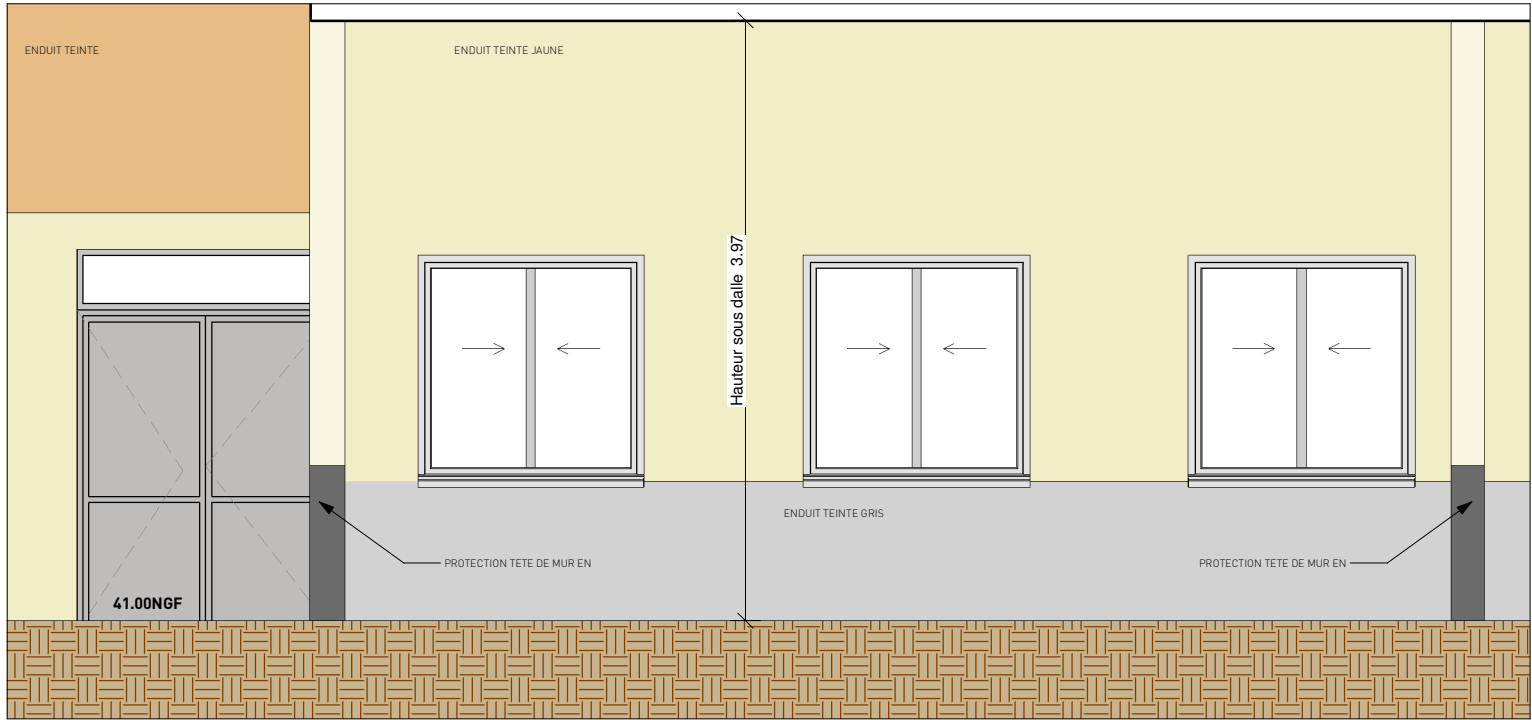 ENDUIT TEINTE
ENDUIT TEINTE JAUNE
Hauteur sous dalle 3.97
ENDUIT TEINTE GRIS
PROTECTION TETE DE MUR EN
PROTECTION TETE DE MUR EN
41.00NGF